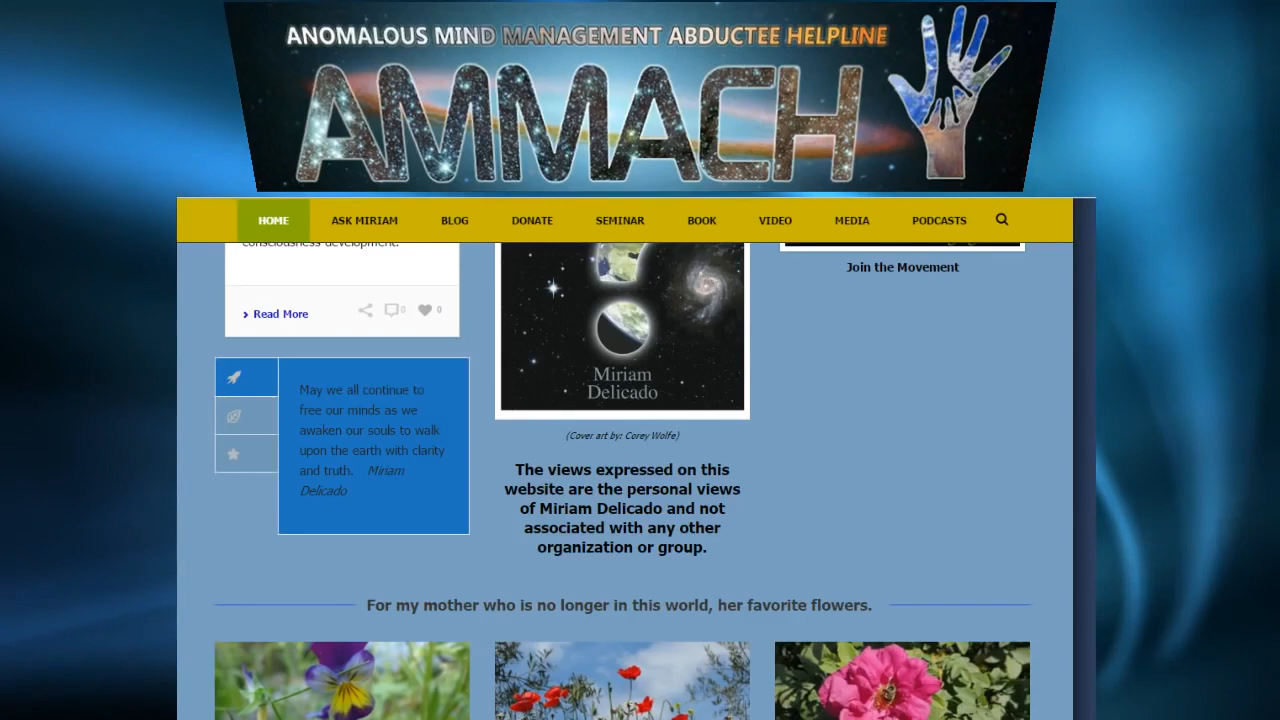 ANOMALOUS MIND MANAGEMENT ABDUCTEE HELPLINE
AMMACH
HOME ASK MIRIAM BLOG DONATE SEMINAR BOOK VIDEO MEDIA PODCASTS
consciousness development.
Read More
0
0
May we all continue to
free our minds as we
awaken our souls to walk
upon the earth with clarity
and truth. Miriam
Delicado
Miriam
Delicado
(Cover art by: Corey Wolfe)
The views expressed on this
website are the personal views
of Miriam Delicado and not
associated with any other
organization or group.
Join the Movement
For my mother who is no longer in this world, her favorite flowers.